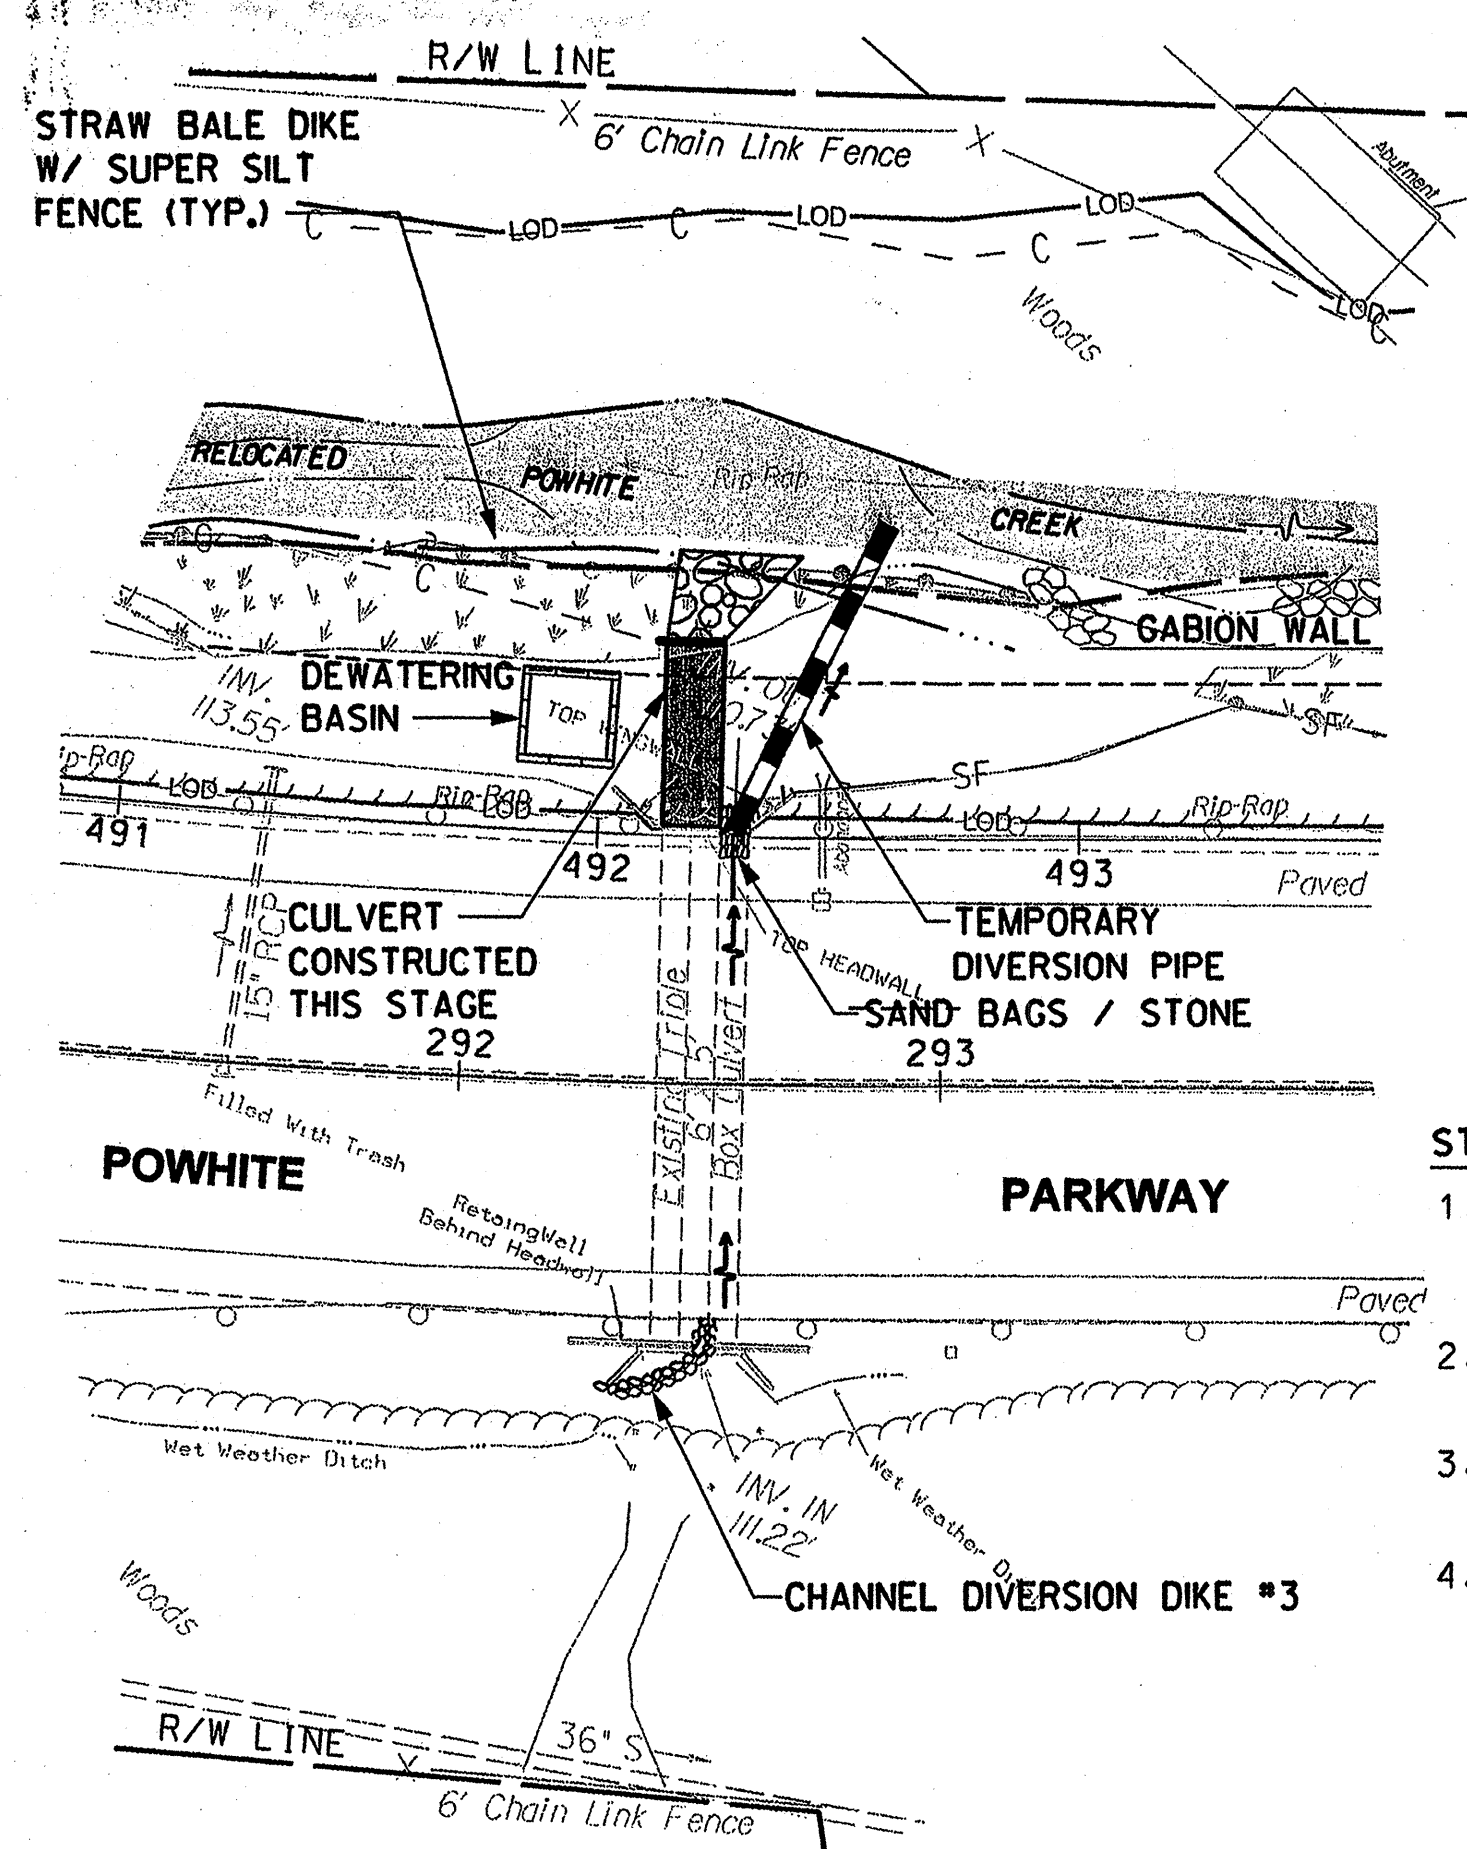 R/W LINE
6' Chain Link Fence
STRAW BALE DIKE
W/ SUPER SILT
FENCE (TYP.)
Abutment
C
LOD
C
LOD
LOD
C
LOD
C
Woods
RELOCATED
POWHITE
Rip Rap
CREEK
C
C
GABION WALL
INV.
113.55'
DEWATERING
BASIN
TOP
SF
SF
Rip-Rap
LOD
Rip-Rap
LOD
LOD
Rip-Rap
491
492
493
Paved
15" RCP
CULVERT
CONSTRUCTED
THIS STAGE
TEMPORARY
DIVERSION PIPE
TOP HEADWALL
SAND BAGS / STONE
292
293
Existing Triple
6' x 5'
Box Culvert
Filled With Trash
POWHITE
PARKWAY
RetaingWall
Behind Headwall
Paved
Wet Weather Ditch
Wet Weather
INV. IN
111.22'
Woods
CHANNEL DIVERSION DIKE #3
ST
1
2.
3.
4.
R/W LINE
36" S
6' Chain Link Fence